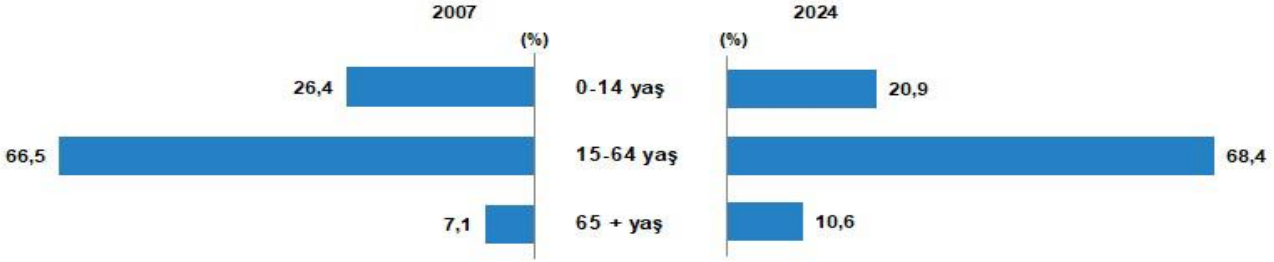 2007 2024
(%) (%)
26,4 0-14 yaş 20,9
66,5 15-64 yaş 68,4
7,1 65 + yaş 10,6